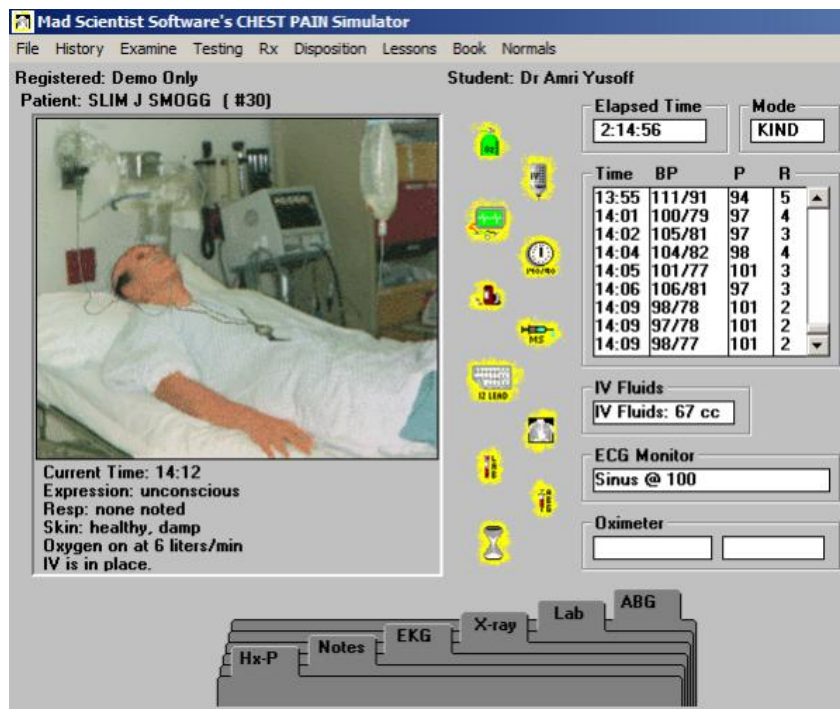 Mad Scientist Software's CHEST PAIN Simulator
File History Examine Testing Rx Disposition Lessons Book Normals
Registered: Demo Only
Student: Dr Amri Yusoff
Patient: SLIM J SMOGG ( #30)
Elapsed Time
2:14:56
Mode
KIND
Time BP P R
13:55 111/91 94 5
14:01 100/79 97 4
14:02 105/81 97 3
14:04 104/82 98 4
14:05 101/77 101 3
14:06 106/81 97 3
14:09 98/78 101 2
14:09 97/78 101 2
14:09 98/77 101 2
O2
IV
190/90
MS
12 LEAD
LAB
ABG
IV Fluids
IV Fluids: 67 cc
ECG Monitor
Sinus @ 100
Oximeter
Current Time: 14:12
Expression: unconscious
Resp: none noted
Skin: healthy, damp
Oxygen on at 6 liters/min
IV is in place.
Hx-P
Notes
EKG
X-ray
Lab
ABG